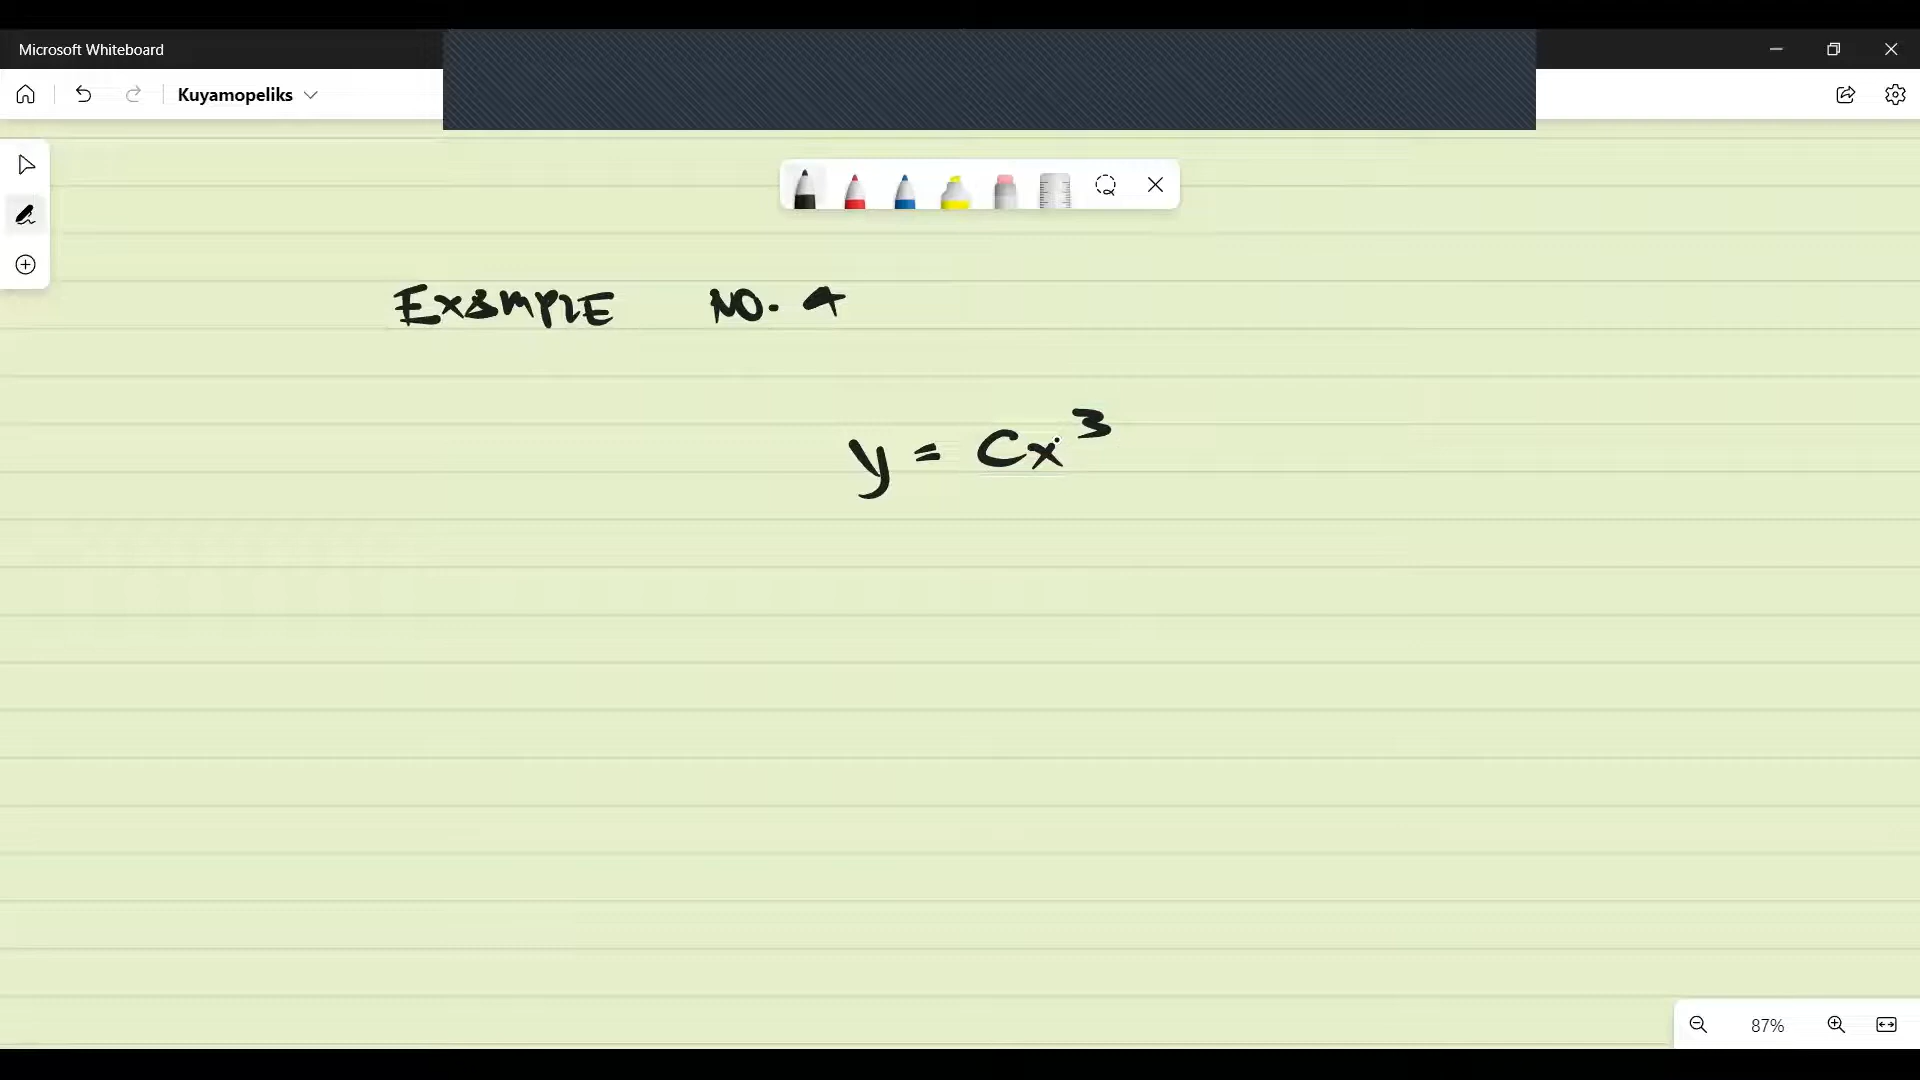 Microsoft Whiteboard
Kuyamopeliks
EXAMPLE NO. 4
y = Cx³
87%